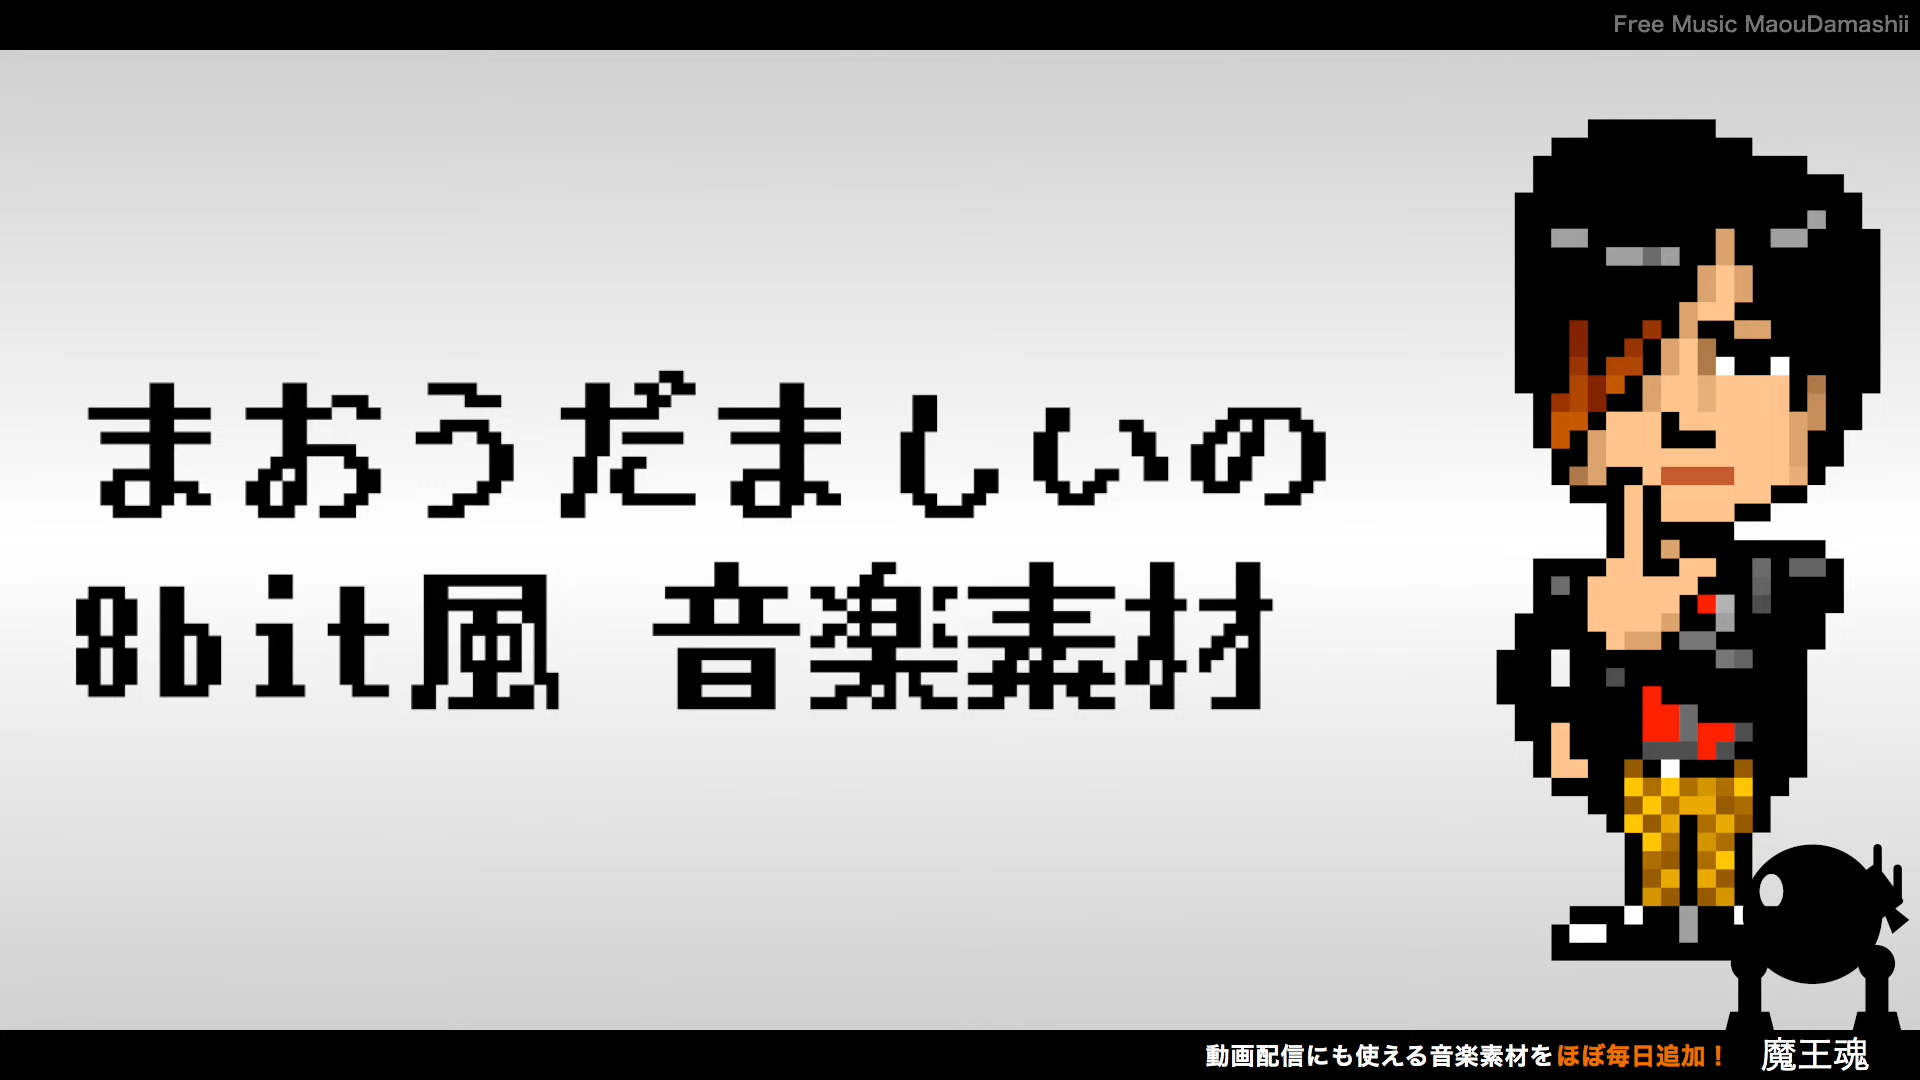 Free Music MaouDamashii
まおうだましいの
8bit風 音楽素材
動画配信にも使える音楽素材をほぼ毎日追加！ 魔王魂